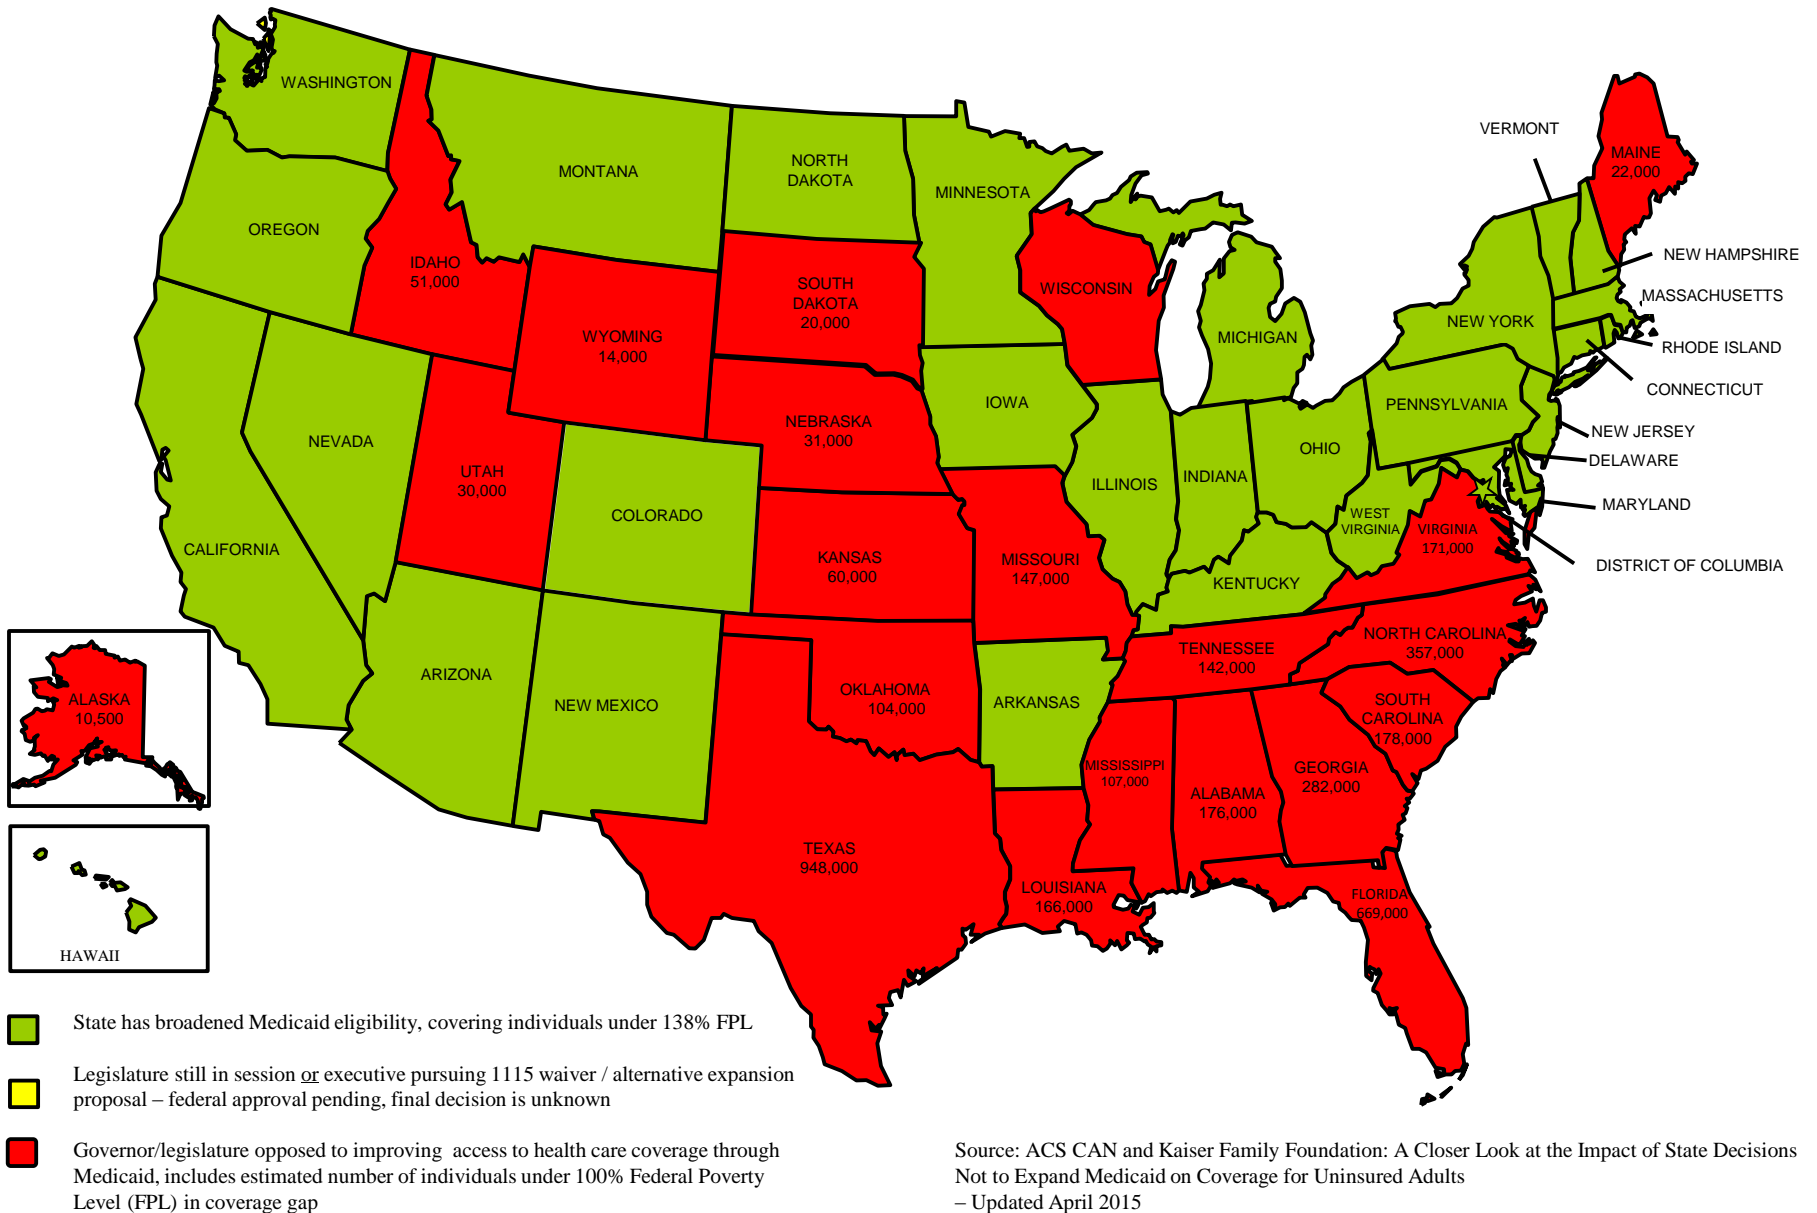 WASHINGTON
VERMONT
MONTANA
NORTH
DAKOTA
MINNESOTA
MAINE
22,000
OREGON
IDAHO
51,000
NEW HAMPSHIRE
SOUTH
DAKOTA
20,000
WISCONSIN
MASSACHUSETTS
WYOMING
14,000
MICHIGAN
NEW YORK
RHODE ISLAND
CONNECTICUT
IOWA
PENNSYLVANIA
NEBRASKA
31,000
NEVADA
OHIO
NEW JERSEY
DELAWARE
UTAH
30,000
ILLINOIS
INDIANA
MARYLAND
COLORADO
WEST
VIRGINIA
VIRGINIA
171,000
CALIFORNIA
KANSAS
60,000
MISSOURI
147,000
KENTUCKY
DISTRICT OF COLUMBIA
NORTH CAROLINA
357,000
TENNESSEE
142,000
ARIZONA
NEW MEXICO
OKLAHOMA
104,000
ARKANSAS
SOUTH
CAROLINA
178,000
ALASKA
10,500
MISSISSIPPI
107,000
ALABAMA
176,000
GEORGIA
282,000
TEXAS
948,000
LOUISIANA
166,000
FLORIDA
669,000
HAWAII
State has broadened Medicaid eligibility, covering individuals under 138% FPL
Legislature still in session or executive pursuing 1115 waiver / alternative expansion
proposal – federal approval pending, final decision is unknown
Governor/legislature opposed to improving access to health care coverage through
Medicaid, includes estimated number of individuals under 100% Federal Poverty
Level (FPL) in coverage gap
Source: ACS CAN and Kaiser Family Foundation: A Closer Look at the Impact of State Decisions
Not to Expand Medicaid on Coverage for Uninsured Adults
– Updated April 2015